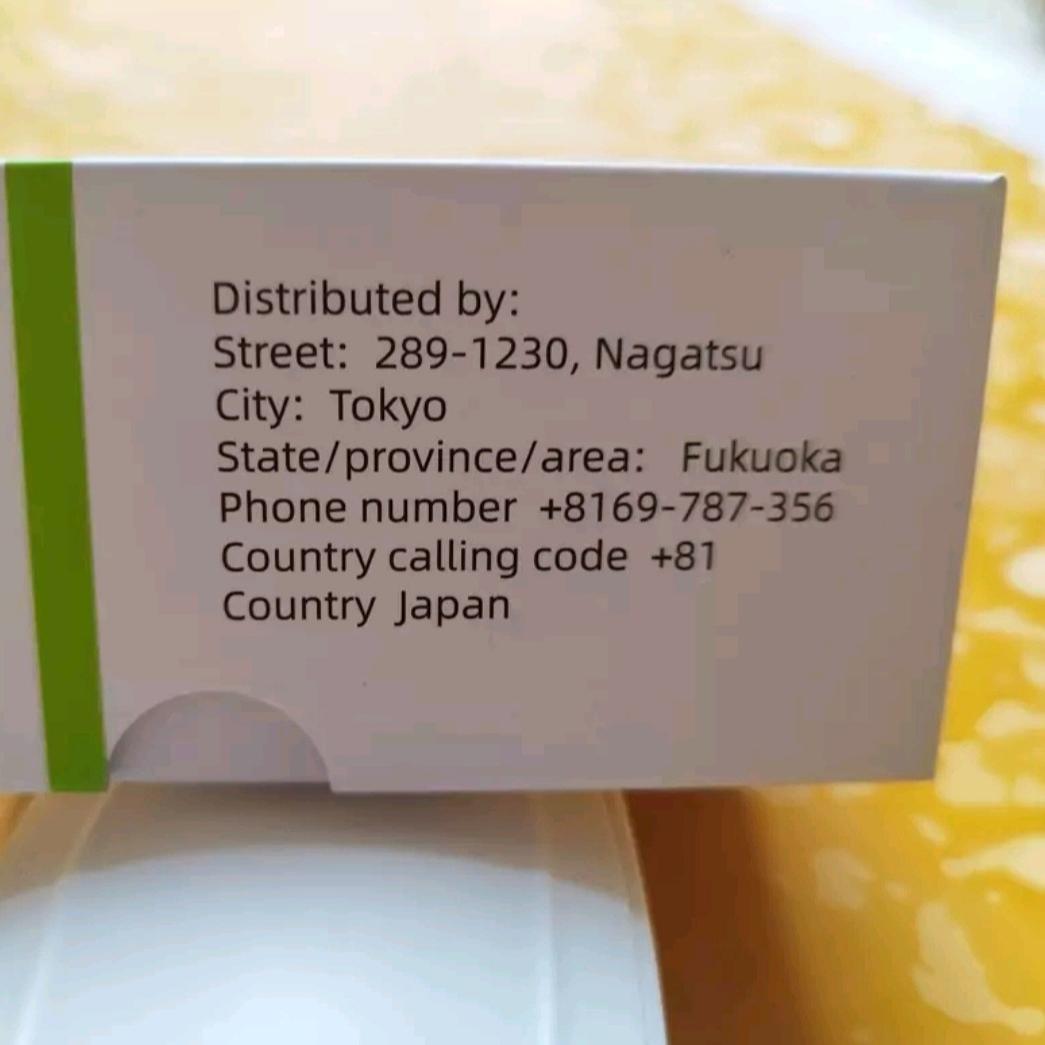 Distributed by:
Street: 289-1230, Nagatsu
City: Tokyo
State/province/area: Fukuoka
Phone number +8169-787-356
Country calling code +81
Country Japan